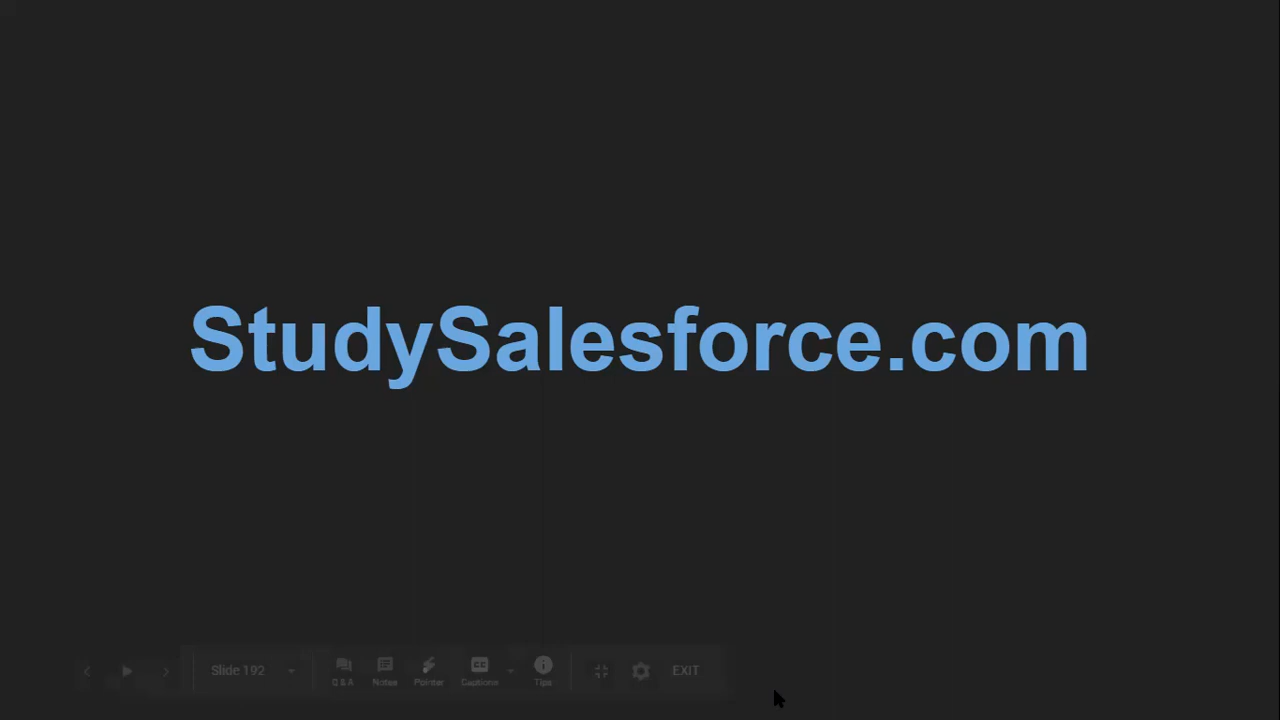 StudySalesforce.com
Slide 192
Q & A
Notes
Pointer
Captions
Tips
EXIT